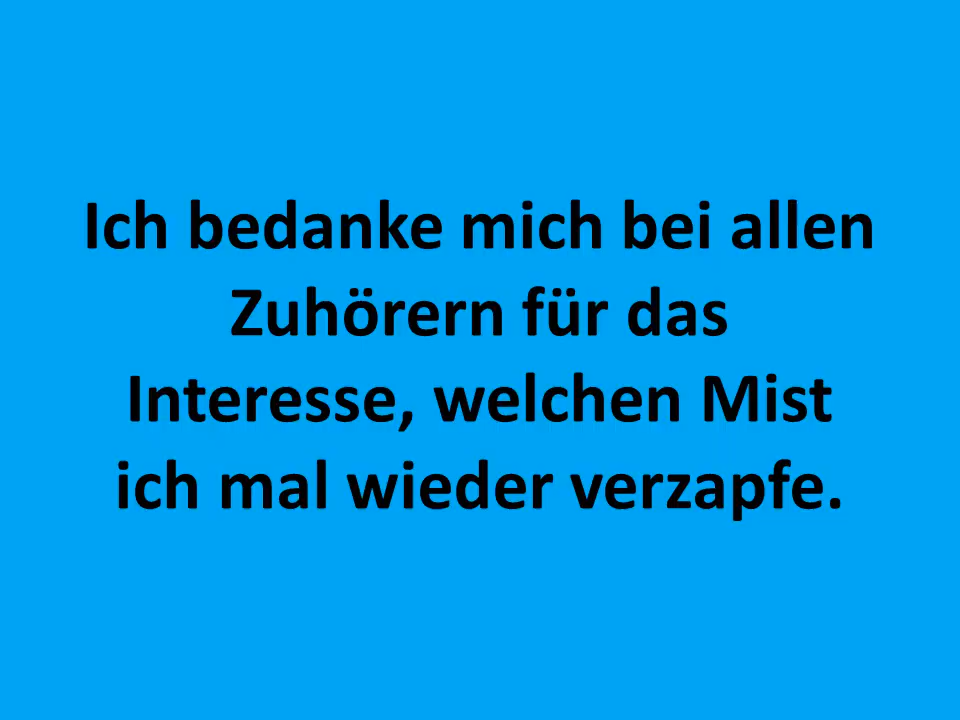 Ich bedanke mich bei allen
Zuhörern für das
Interesse, welchen Mist
ich mal wieder verzapfe.